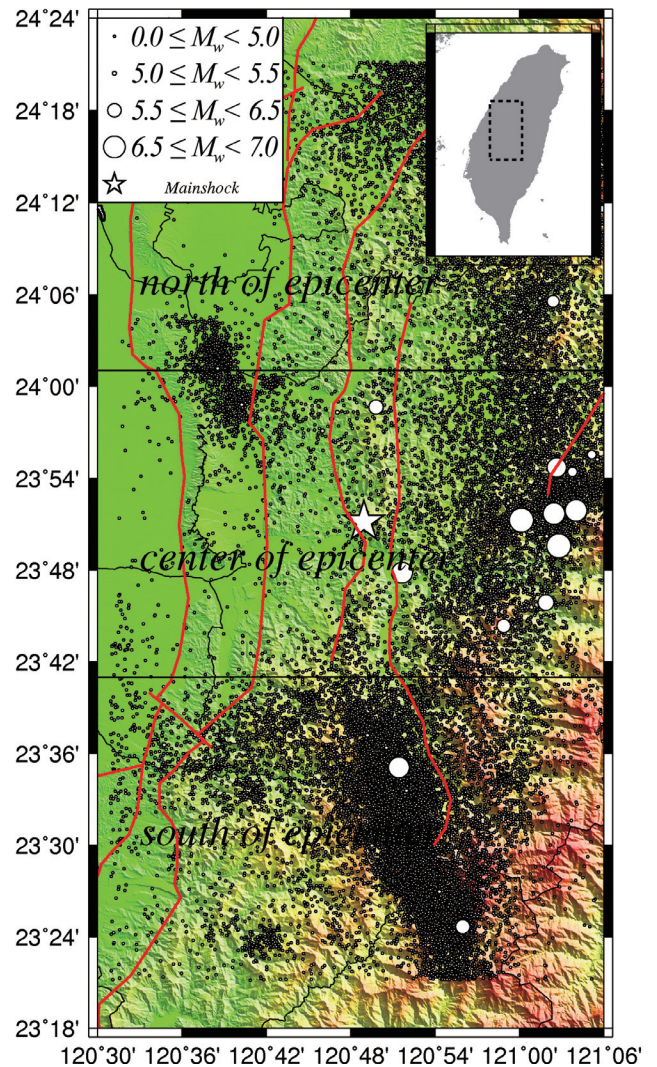 24°24'
24°18'
24°12'
24°06'
24°00'
23°54'
23°48'
23°42'
23°36'
23°30'
23°24'
23°18'
0.0 ≤ Mw < 5.0
5.0 ≤ Mw < 5.5
5.5 ≤ Mw < 6.5
6.5 ≤ Mw < 7.0
Mainshock
north of epicenter
center of epicenter
south of epicenter
120°30' 120°36' 120°42' 120°48' 120°54' 121°00' 121°06'